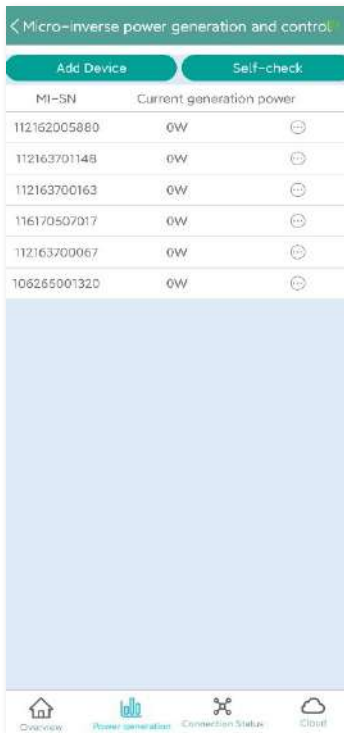 Micro-inverse power generation and control
Add Device Self-check
MI-SN Current generation power
112162005880 0W
112163701148 0W
112163700163 0W
116170507017 0W
112163700067 0W
106265001320 0W
Overview Power generation Connection Status Cloud